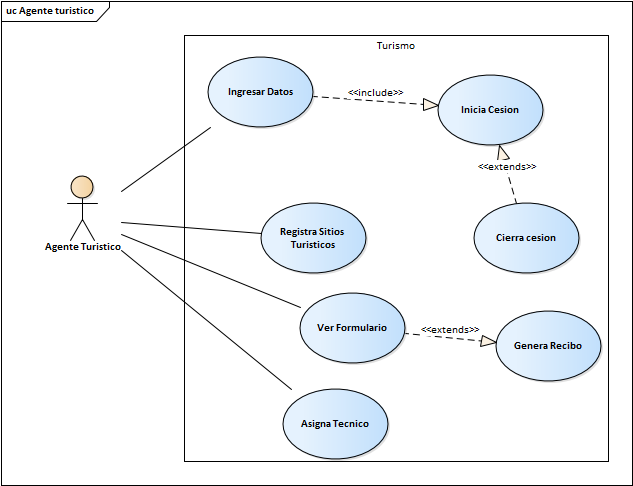 uc Agente turistico
Turismo
Ingresar Datos
<<include>>
Inicia Cesion
<<extends>>
Cierra cesion
Agente Turistico
Registra Sitios
Turisticos
Ver Formulario
<<extends>>
Genera Recibo
Asigna Tecnico